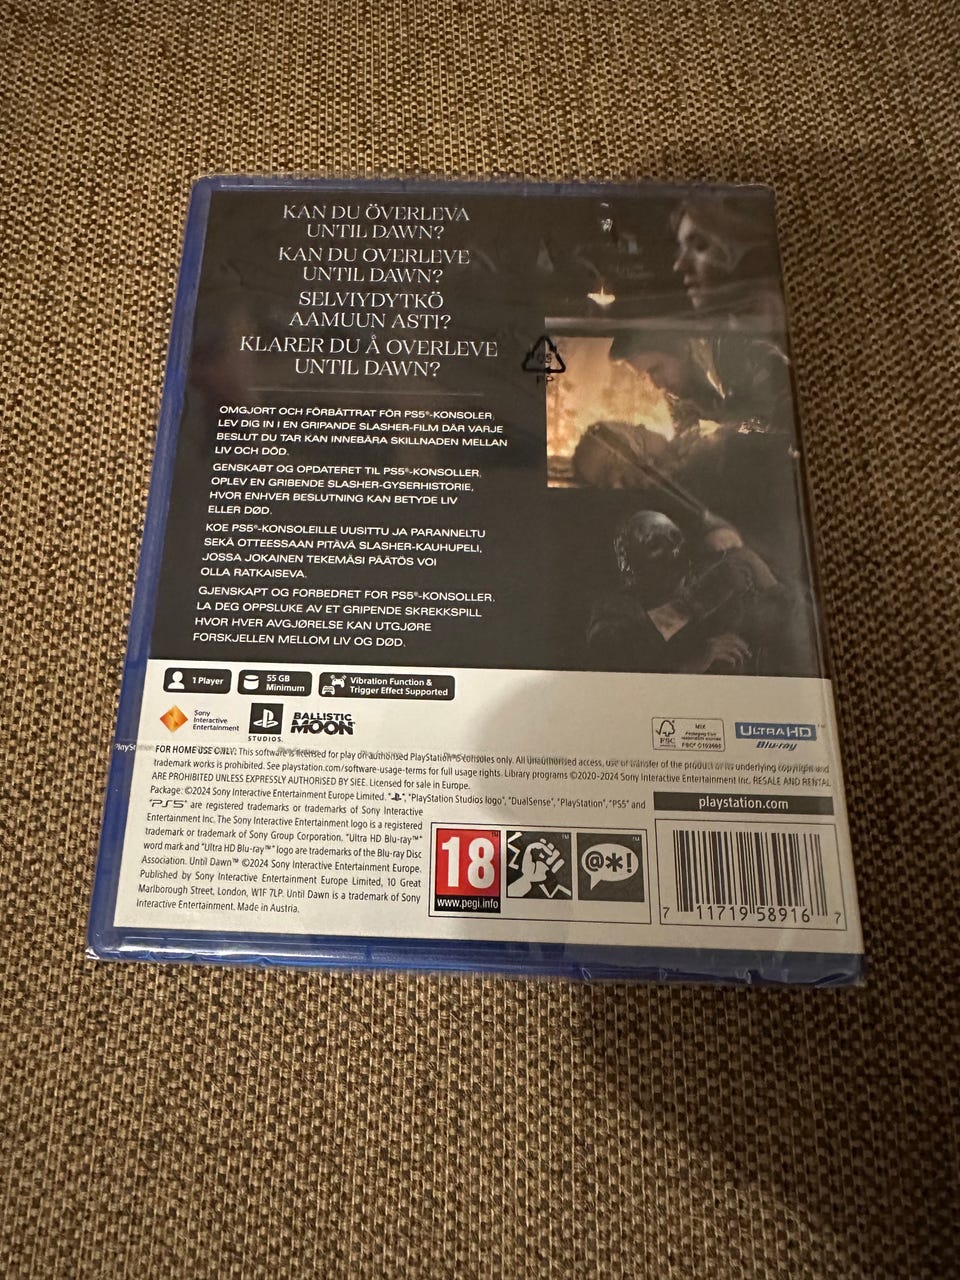 KAN DU ÖVERLEVA
UNTIL DAWN?
KAN DU OVERLEVE
UNTIL DAWN?
SELVIYDYTKÖ
AAMUUN ASTI?
KLARER DU Å OVERLEVE
UNTIL DAWN?
OMGJORT OCH FÖRBÄTTRAT FÖR PS5®-KONSOLER.
LEV DIG IN I EN GRIPANDE SLASHER-FILM DÄR VARJE
BESLUT DU TAR KAN INNEBÄRA SKILLNADEN MELLAN
LIV OCH DÖD.
GENSKABT OG OPDATERET TIL PS5®-KONSOLLER.
OPLEV EN GRIBENDE SLASHER-GYSERHISTORIE,
HVOR ENHVER BESLUTNING KAN BETYDE LIV
ELLER DØD.
KOE PS5®-KONSOLEILLE UUSITTU JA PARANNELTU
SEKÄ OTTEESSAAN PITÄVÄ SLASHER-KAUHUPELI,
JOSSA JOKAINEN TEKEMÄSI PÄÄTÖS VOI
OLLA RATKAISEVA.
GJENSKAPT OG FORBEDRET FOR PS5®-KONSOLLER.
LA DEG OPPSLUKE AV ET GRIPENDE SKREKKSPILL
HVOR HVER AVGJØRELSE KAN UTGJØRE
FORSKJELLEN MELLOM LIV OG DØD.
PP
1 Player
55 GB
Minimum
Vibration Function &
Trigger Effect Supported
Sony
Interactive
Entertainment
STUDIOS
BALLISTIC
MOON™
FSC
MIX
ULTRA HD™
Blu-ray
FOR HOME USE ONLY: This software is licensed for play on authorised PlayStation®5 consoles only. All unauthorised access, use or transfer of the product or its underlying copyright and
trademark works is prohibited. See playstation.com/software-usage-terms for full usage rights. Library programs ©2020-2024 Sony Interactive Entertainment Inc. RESALE AND RENTAL
ARE PROHIBITED UNLESS EXPRESSLY AUTHORISED BY SIEE. Licensed for sale in Europe.
Package: ©2024 Sony Interactive Entertainment Europe Limited. "PS", "PlayStation Studios logo", "DualSense", "PlayStation", "PS5" and
"PS5" are registered trademarks or trademarks of Sony Interactive
Entertainment Inc. The Sony Interactive Entertainment logo is a registered
trademark or trademark of Sony Group Corporation. "Ultra HD Blu-ray™"
word mark and "Ultra HD Blu-ray™" logo are trademarks of the Blu-ray Disc
Association. Until Dawn™ ©2024 Sony Interactive Entertainment Europe.
Published by Sony Interactive Entertainment Europe Limited, 10 Great
Marlborough Street, London, W1F 7LP. Until Dawn is a trademark of Sony
Interactive Entertainment. Made in Austria.
playstation.com
18
www.pegi.info
@*!
7 11719 58916 7